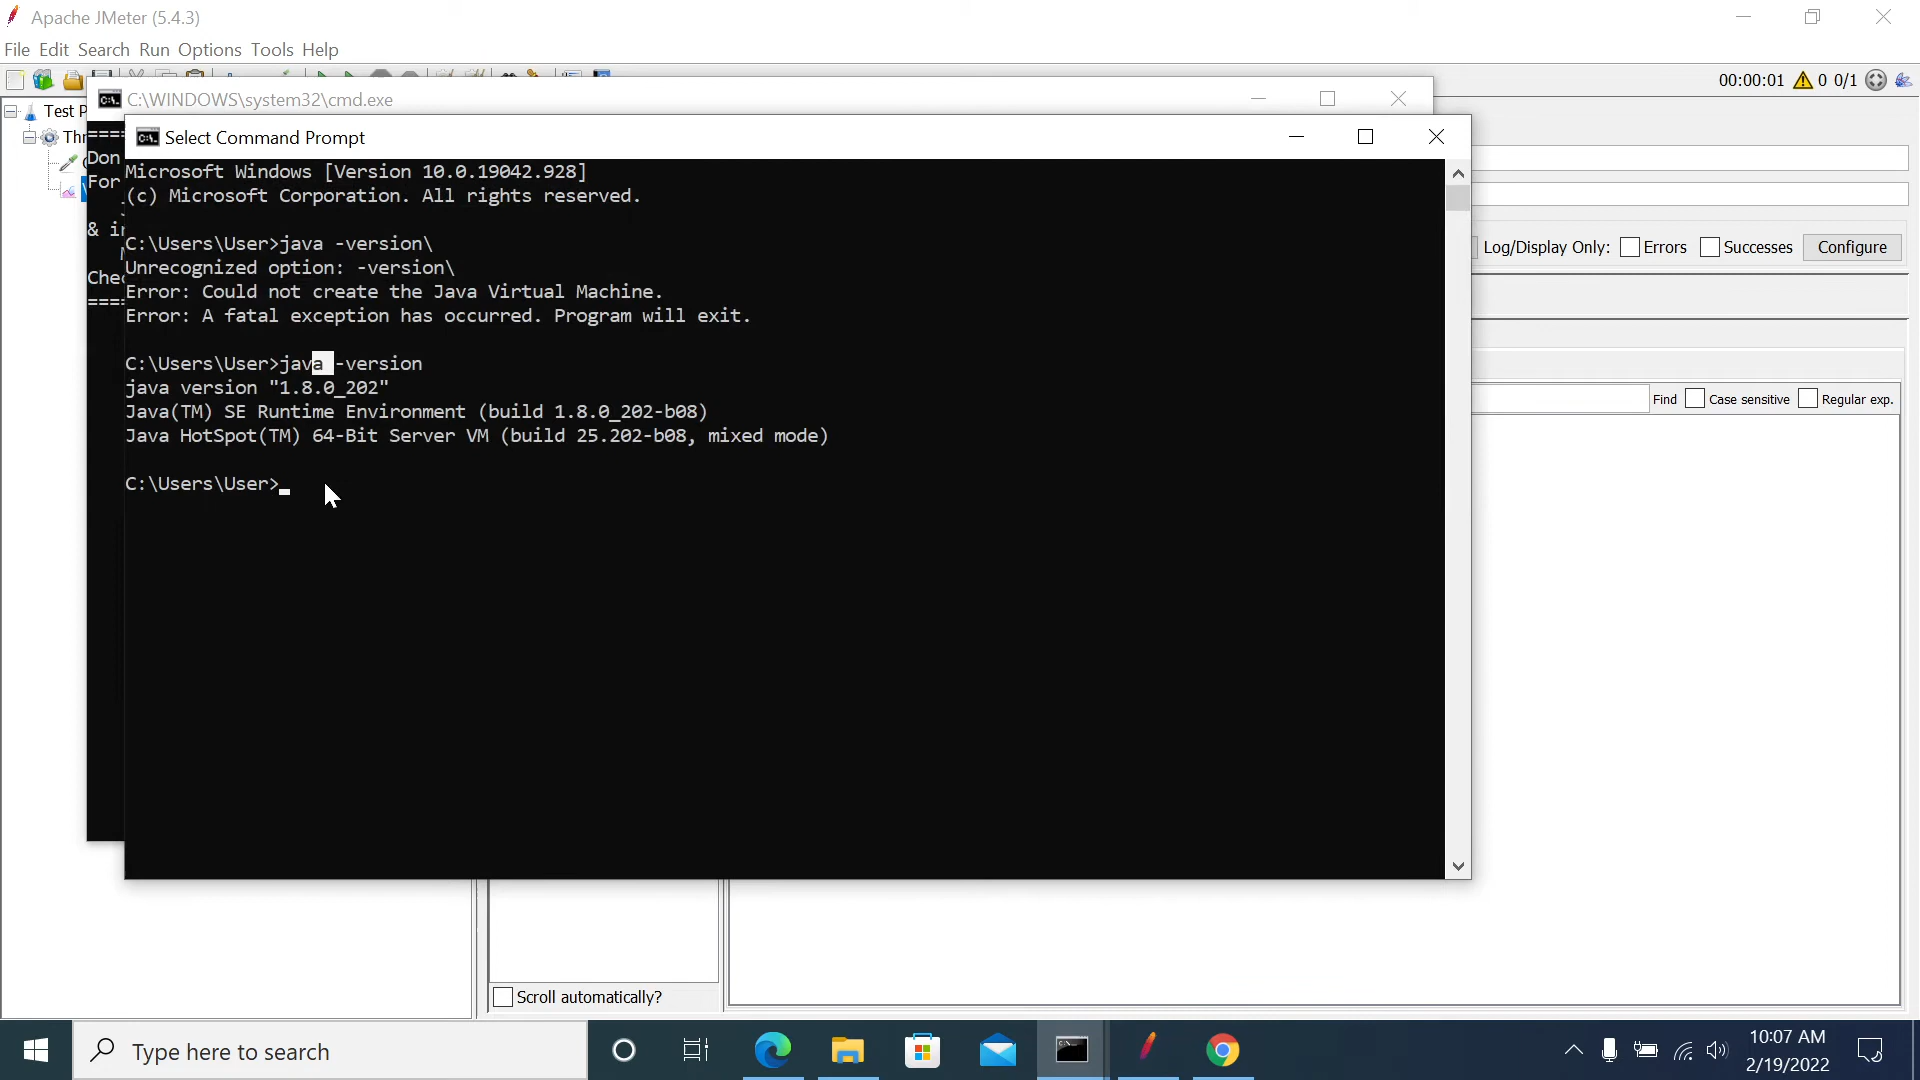 Apache JMeter (5.4.3)
File Edit Search Run Options Tools Help
00:00:01 0 0/1
C:\WINDOWS\system32\cmd.exe
Test P
Select Command Prompt
====
Don
For
& i
Chec
====
Microsoft Windows [Version 10.0.19042.928]
(c) Microsoft Corporation. All rights reserved.
C:\Users\User>java -version\
Unrecognized option: -version\
Error: Could not create the Java Virtual Machine.
Error: A fatal exception has occurred. Program will exit.
C:\Users\User>java -version
java version "1.8.0_202"
Java(TM) SE Runtime Environment (build 1.8.0_202-b08)
Java HotSpot(TM) 64-Bit Server VM (build 25.202-b08, mixed mode)
C:\Users\User>
Log/Display Only: Errors Successes Configure
Find Case sensitive Regular exp.
Scroll automatically?
Type here to search
10:07 AM
2/19/2022